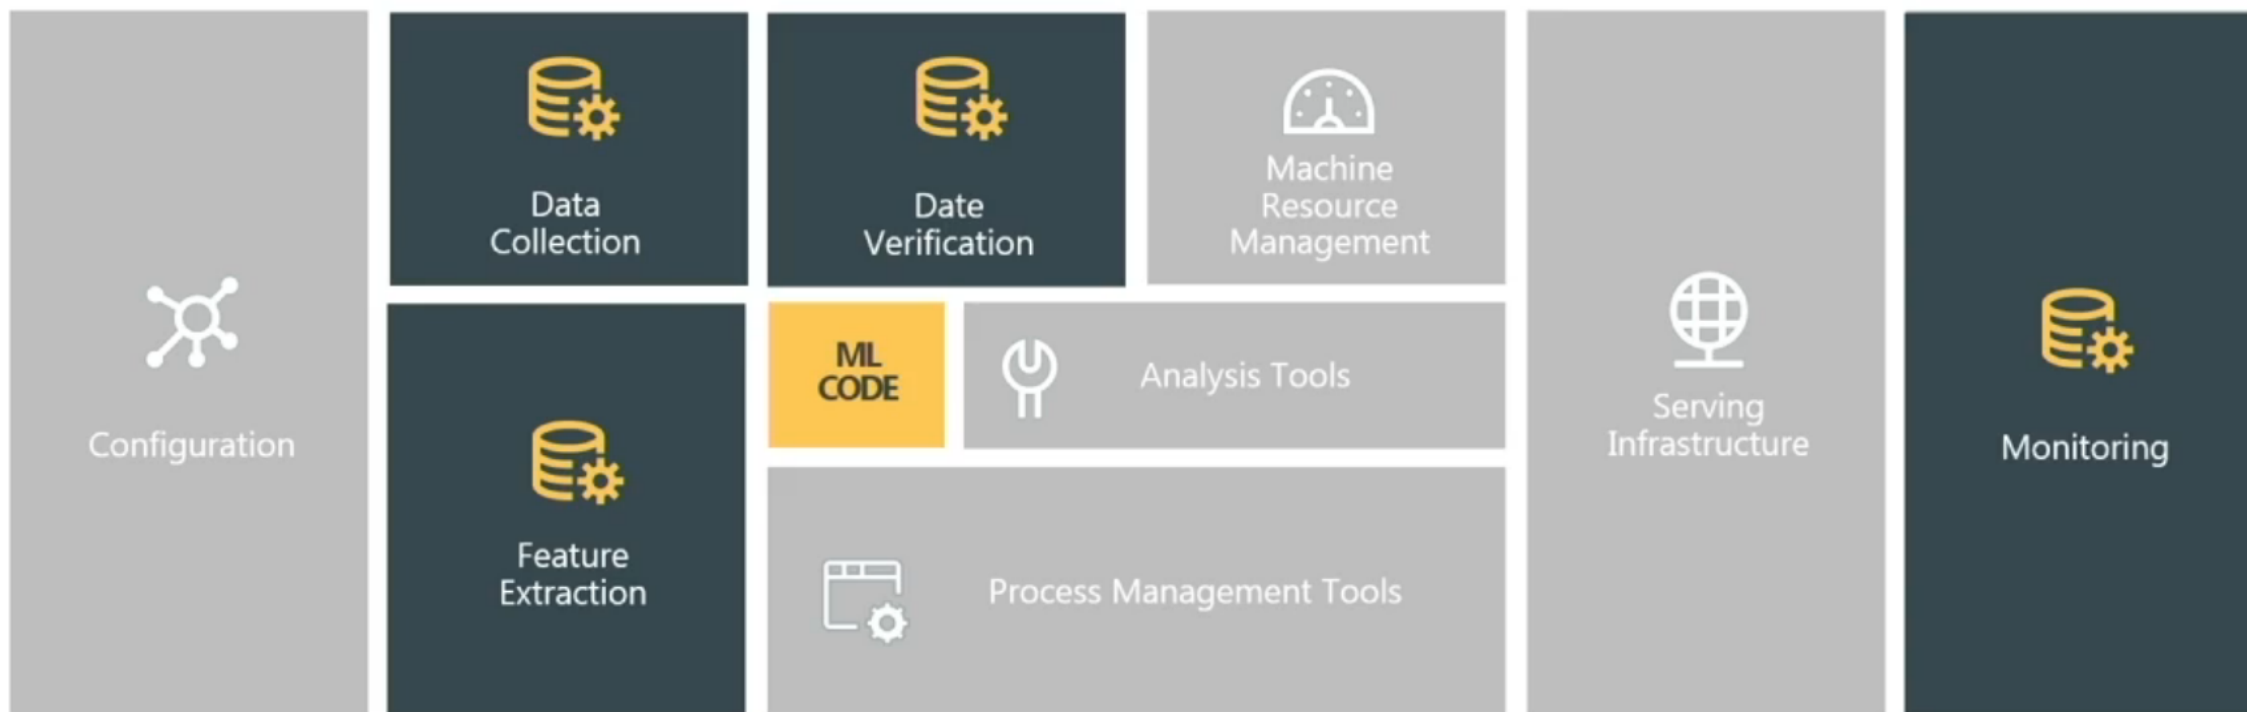 Configuration
Data
Collection
Feature
Extraction
Date
Verification
Machine
Resource
Management
ML
CODE
Analysis Tools
Process Management Tools
Serving
Infrastructure
Monitoring